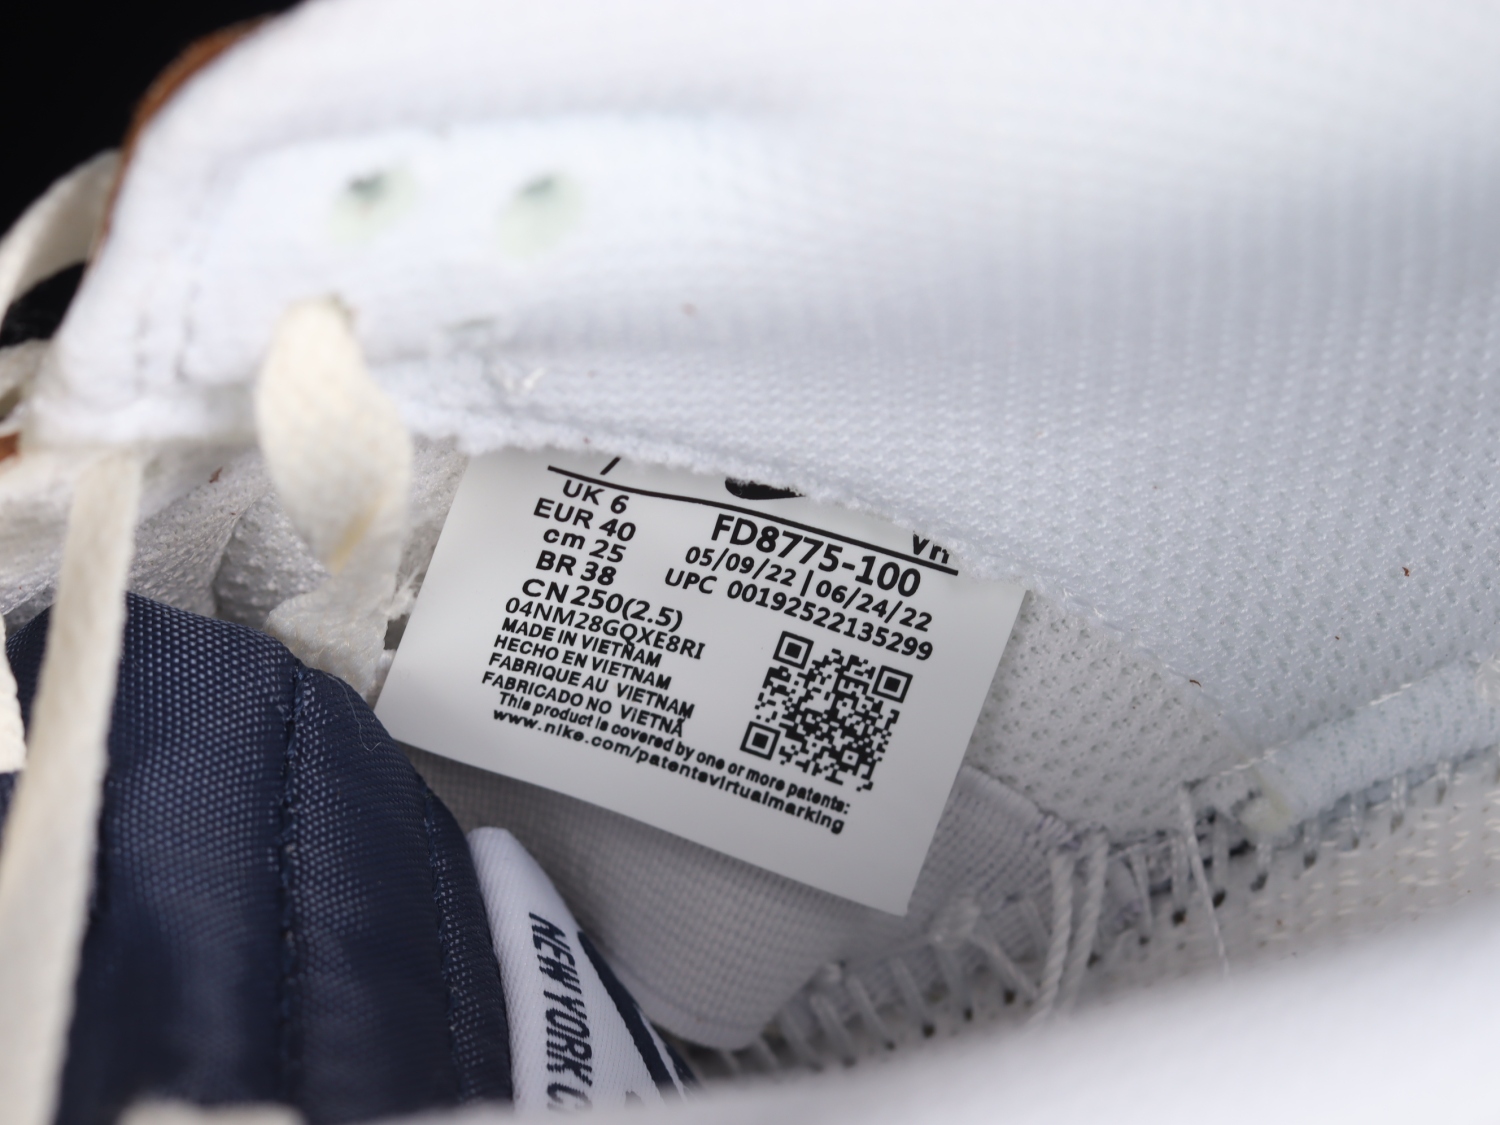 7
UK 6
EUR 40
cm 25
BR 38
CN 250(2.5)
04NM28GQXE8RI
MADE IN VIETNAM
HECHO EN VIETNAM
FABRIQUE AU VIETNAM
FABRICADO NO VIETNÃ
This product is covered by one or more patents:
www.nike.com/patentsvirtualmarking
VN
FD8775-100
05/09/22 | 06/24/22
UPC 001925522135299
NEW YORK C